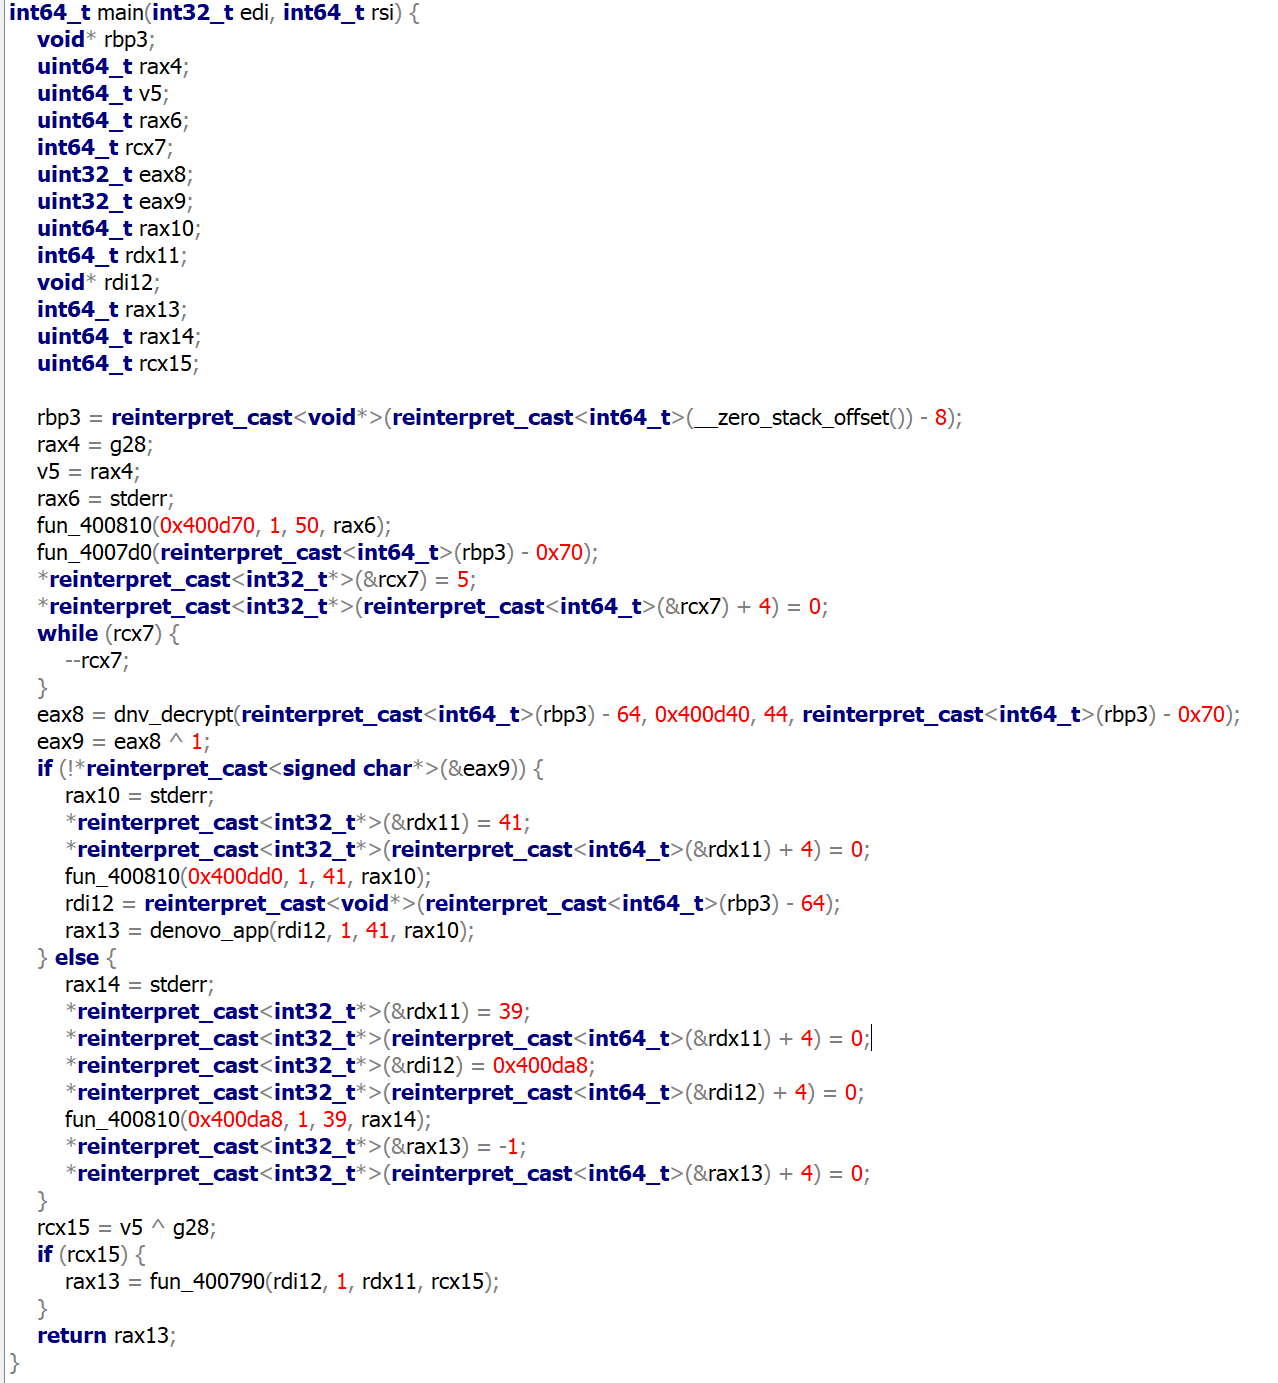 int64_t main(int32_t edi, int64_t rsi) {
void* rbp3;
uint64_t rax4;
uint64_t v5;
uint64_t rax6;
int64_t rcx7;
uint32_t eax8;
uint32_t eax9;
uint64_t rax10;
int64_t rdx11;
void* rdi12;
int64_t rax13;
uint64_t rax14;
uint64_t rcx15;
rbp3 = reinterpret_cast<void*>(reinterpret_cast<int64_t>(__zero_stack_offset()) - 8);
rax4 = g28;
v5 = rax4;
rax6 = stderr;
fun_400810(0x400d70, 1, 50, rax6);
fun_4007d0(reinterpret_cast<int64_t>(rbp3) - 0x70);
*reinterpret_cast<int32_t*>(&rcx7) = 5;
*reinterpret_cast<int32_t*>(reinterpret_cast<int64_t>(&rcx7) + 4) = 0;
while (rcx7) {
--rcx7;
}
eax8 = dnv_decrypt(reinterpret_cast<int64_t>(rbp3) - 64, 0x400d40, 44, reinterpret_cast<int64_t>(rbp3) - 0x70);
eax9 = eax8 ^ 1;
if (!*reinterpret_cast<signed char*>(&eax9)) {
rax10 = stderr;
*reinterpret_cast<int32_t*>(&rdx11) = 41;
*reinterpret_cast<int32_t*>(reinterpret_cast<int64_t>(&rdx11) + 4) = 0;
fun_400810(0x400dd0, 1, 41, rax10);
rdi12 = reinterpret_cast<void*>(reinterpret_cast<int64_t>(rbp3) - 64);
rax13 = denovo_app(rdi12, 1, 41, rax10);
} else {
rax14 = stderr;
*reinterpret_cast<int32_t*>(&rdx11) = 39;
*reinterpret_cast<int32_t*>(reinterpret_cast<int64_t>(&rdx11) + 4) = 0;
*reinterpret_cast<int32_t*>(&rdi12) = 0x400da8;
*reinterpret_cast<int32_t*>(reinterpret_cast<int64_t>(&rdi12) + 4) = 0;
fun_400810(0x400da8, 1, 39, rax14);
*reinterpret_cast<int32_t*>(&rax13) = -1;
*reinterpret_cast<int32_t*>(reinterpret_cast<int64_t>(&rax13) + 4) = 0;
}
rcx15 = v5 ^ g28;
if (rcx15) {
rax13 = fun_400790(rdi12, 1, rdx11, rcx15);
}
return rax13;
}